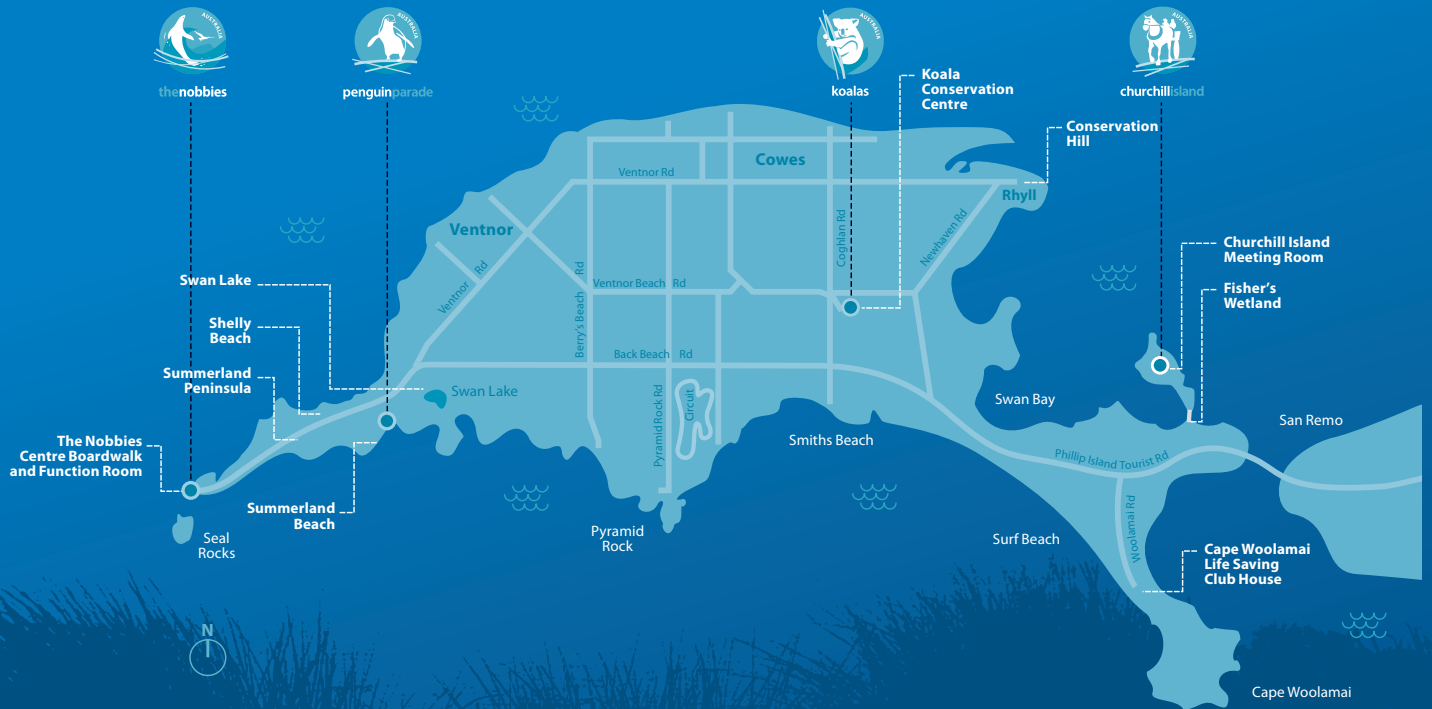 AUSTRALIA
AUSTRALIA
AUSTRALIA
AUSTRALIA
thenobbies
penguinparade
koalas
churchillisland
Koala
Conservation
Centre
Conservation
Hill
Cowes
Ventnor Rd
Rhyll
Ventnor
Coghlan Rd
Newhaven Rd
Churchill Island
Meeting Room
Fisher's
Wetland
Swan Lake
Ventnor Rd
Berry's Beach Rd
Ventnor Beach Rd
Shelly
Beach
Back Beach Rd
Summerland
Peninsula
Swan Lake
Pyramid Rock Rd
Circuit
Swan Bay
San Remo
Smiths Beach
The Nobbies
Centre Boardwalk
and Function Room
Phillip Island Tourist Rd
Woolamai Rd
Summerland
Beach
Seal
Rocks
Pyramid
Rock
Surf Beach
Cape Woolamai
Life Saving
Club House
N
Cape Woolamai